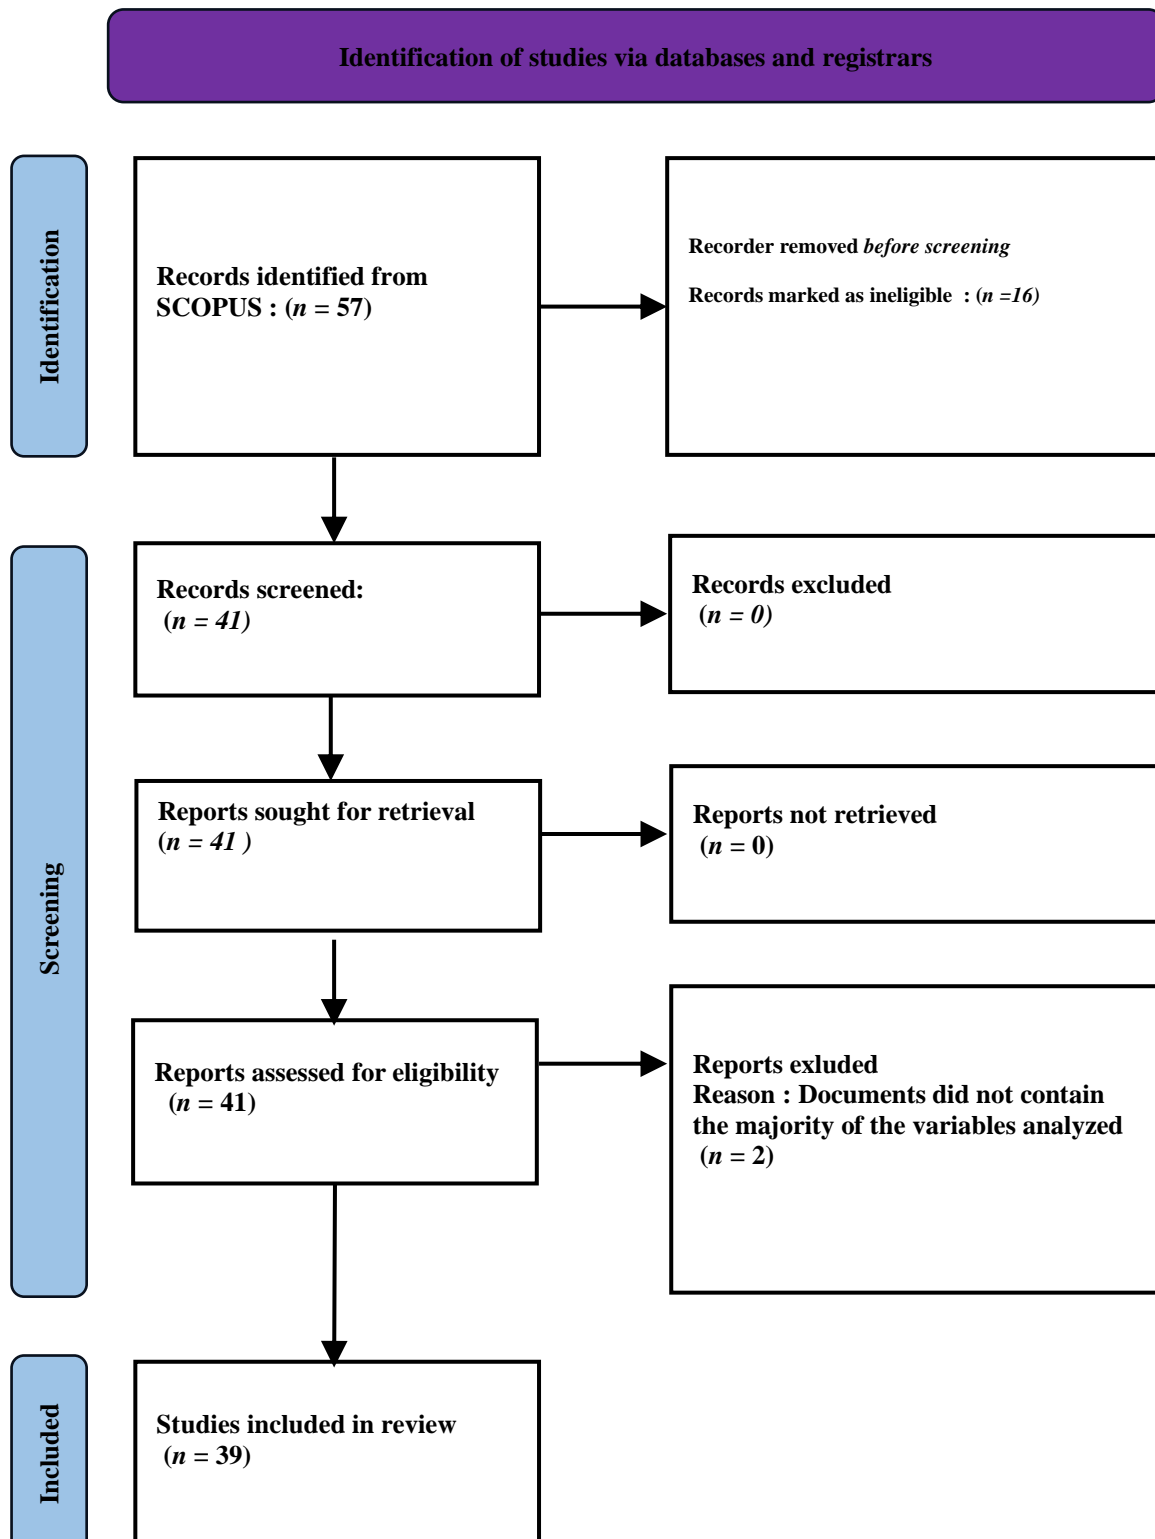 Identification of studies via databases and registrars
Identification
Records identified from
SCOPUS : (n = 57)
Recorder removed before screening
Records marked as ineligible : (n =16)
Screening
Records screened:
(n = 41)
Records excluded
(n = 0)
Reports sought for retrieval
(n = 41 )
Reports not retrieved
(n = 0)
Reports assessed for eligibility
(n = 41)
Reports exluded
Reason : Documents did not contain
the majority of the variables analyzed
(n = 2)
Included
Studies included in review
(n = 39)